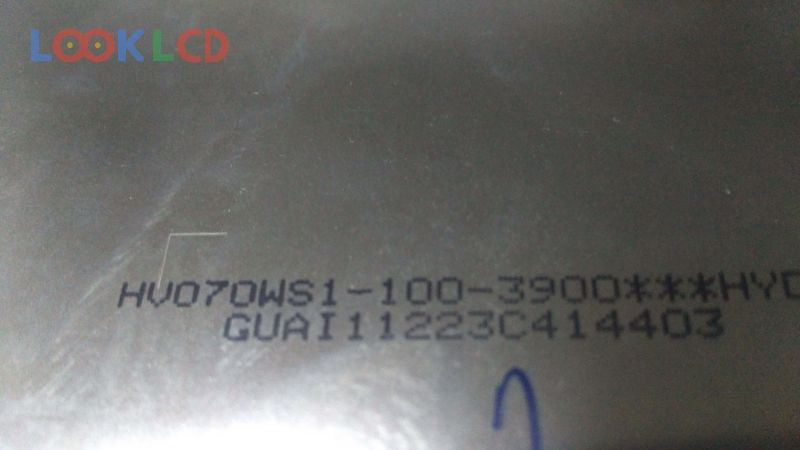 LOOKLCD
HV070WS1-100-3900***HYD
GUAI11223C414403